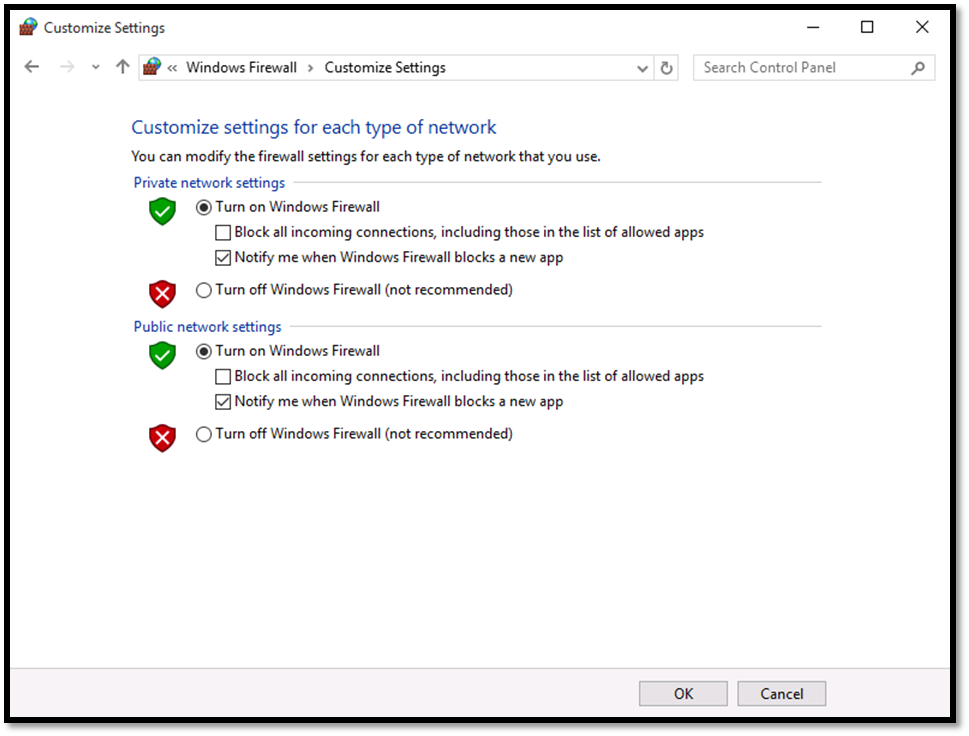 Customize Settings
« Windows Firewall › Customize Settings
Search Control Panel
Customize settings for each type of network
You can modify the firewall settings for each type of network that you use.
Private network settings
Turn on Windows Firewall
Block all incoming connections, including those in the list of allowed apps
Notify me when Windows Firewall blocks a new app
Turn off Windows Firewall (not recommended)
Public network settings
Turn on Windows Firewall
Block all incoming connections, including those in the list of allowed apps
Notify me when Windows Firewall blocks a new app
Turn off Windows Firewall (not recommended)
OK
Cancel